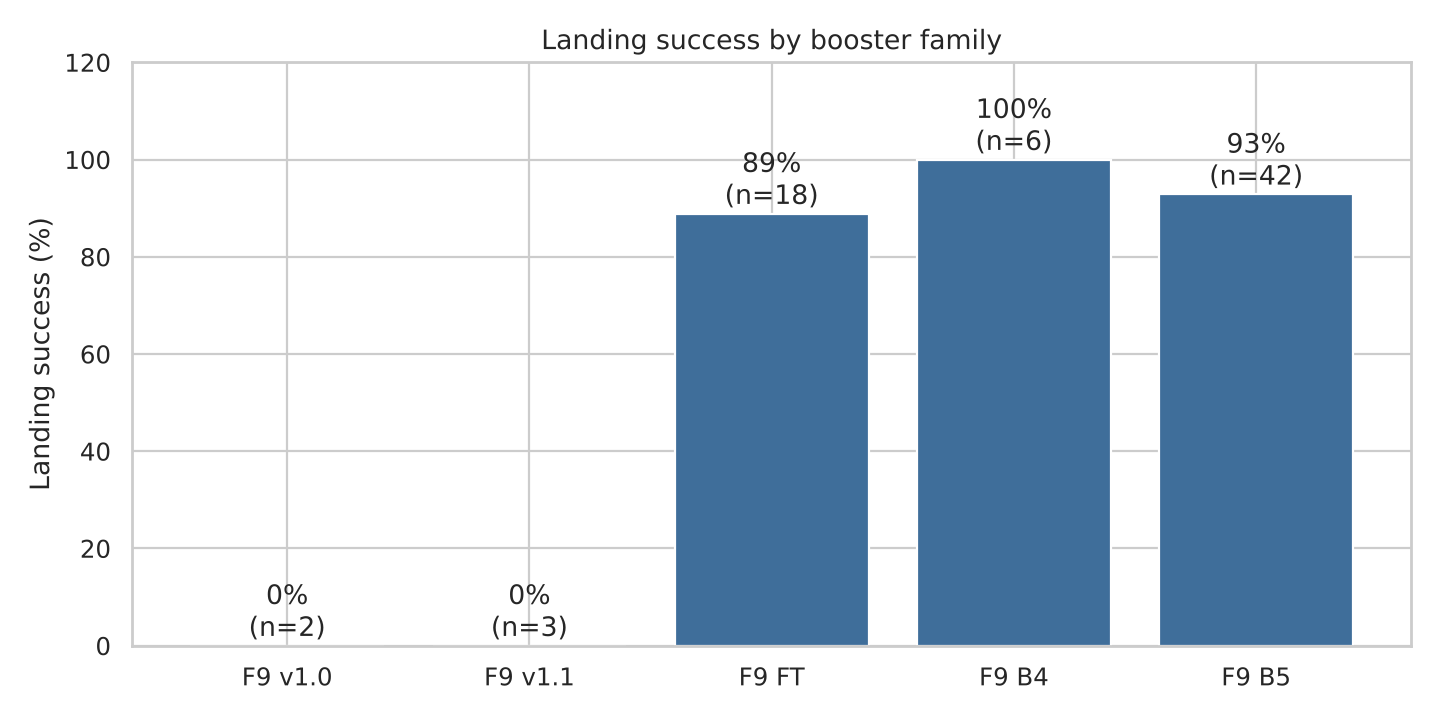 Landing success by booster family
Landing success (%)
120
100
80
60
40
20
0
0%
(n=2)
0%
(n=3)
89%
(n=18)
100%
(n=6)
93%
(n=42)
F9 v1.0
F9 v1.1
F9 FT
F9 B4
F9 B5